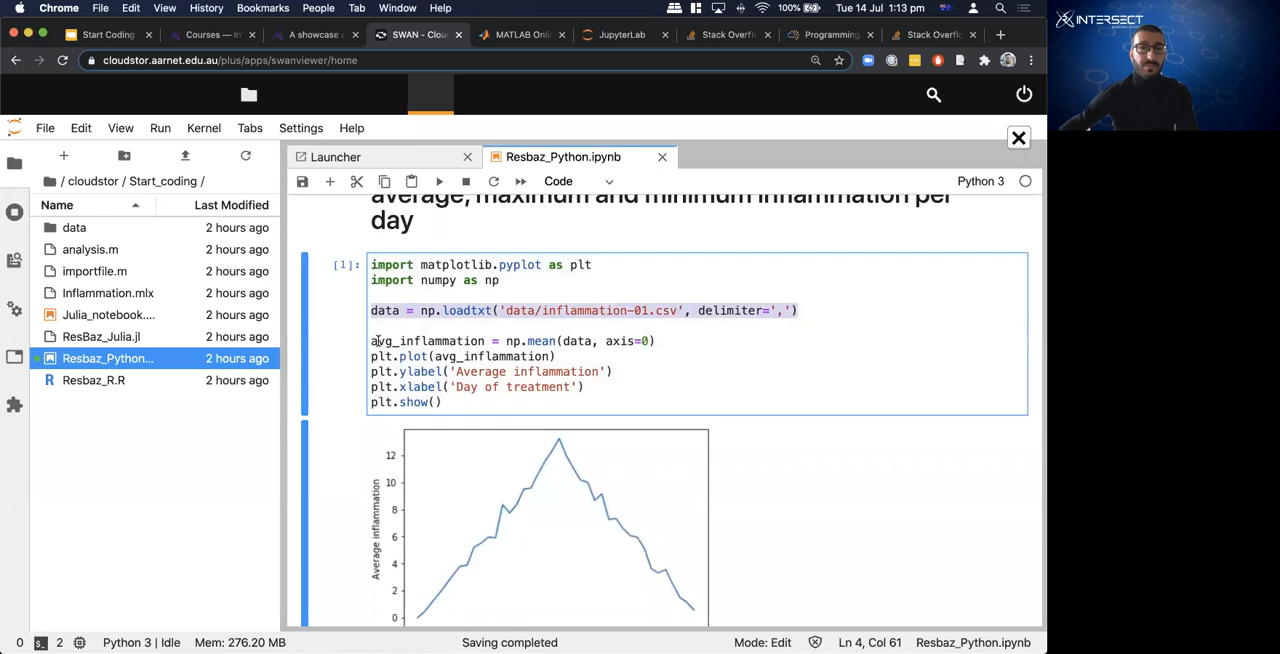 Chrome File Edit View History Bookmarks People Tab Window Help 100% Tue 14 Jul 1:13 pm
Start Coding Courses — In A showcase SWAN – Clou MATLAB Onli JupyterLab Stack Overfl Programming Stack Overfl
cloudstor.aarnet.edu.au/plus/apps/swanviewer/home
INTERSECT
File Edit View Run Kernel Tabs Settings Help
Launcher Resbaz_Python.ipynb
/ cloudstor / Start_coding /
Code Python 3
Name Last Modified
data 2 hours ago
analysis.m 2 hours ago
importfile.m 2 hours ago
Inflammation.mlx 2 hours ago
Julia_notebook.... 2 hours ago
ResBaz_Julia.jl 2 hours ago
Resbaz_Python... 2 hours ago
Resbaz_R.R 2 hours ago
average, maximum and minimum inflammation per
day
[1]:
import matplotlib.pyplot as plt
import numpy as np
data = np.loadtxt('data/inflammation-01.csv', delimiter=',')
avg_inflammation = np.mean(data, axis=0)
plt.plot(avg_inflammation)
plt.ylabel('Average inflammation')
plt.xlabel('Day of treatment')
plt.show()
Average inflammation
12
10
8
6
4
2
0
0 2 Python 3 | Idle Mem: 276.20 MB Saving completed Mode: Edit Ln 4, Col 61 Resbaz_Python.ipynb